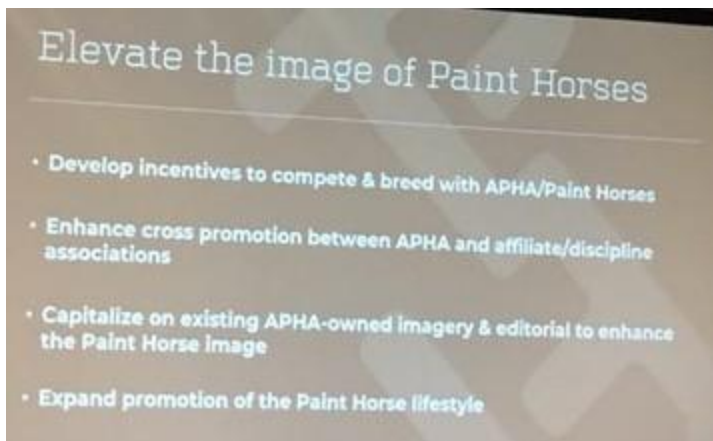 Elevate the image of Paint Horses
• Develop incentives to compete & breed with APHA/Paint Horses
• Enhance cross promotion between APHA and affiliate/discipline
associations
• Capitalize on existing APHA-owned imagery & editorial to enhance
the Paint Horse image
• Expand promotion of the Paint Horse lifestyle